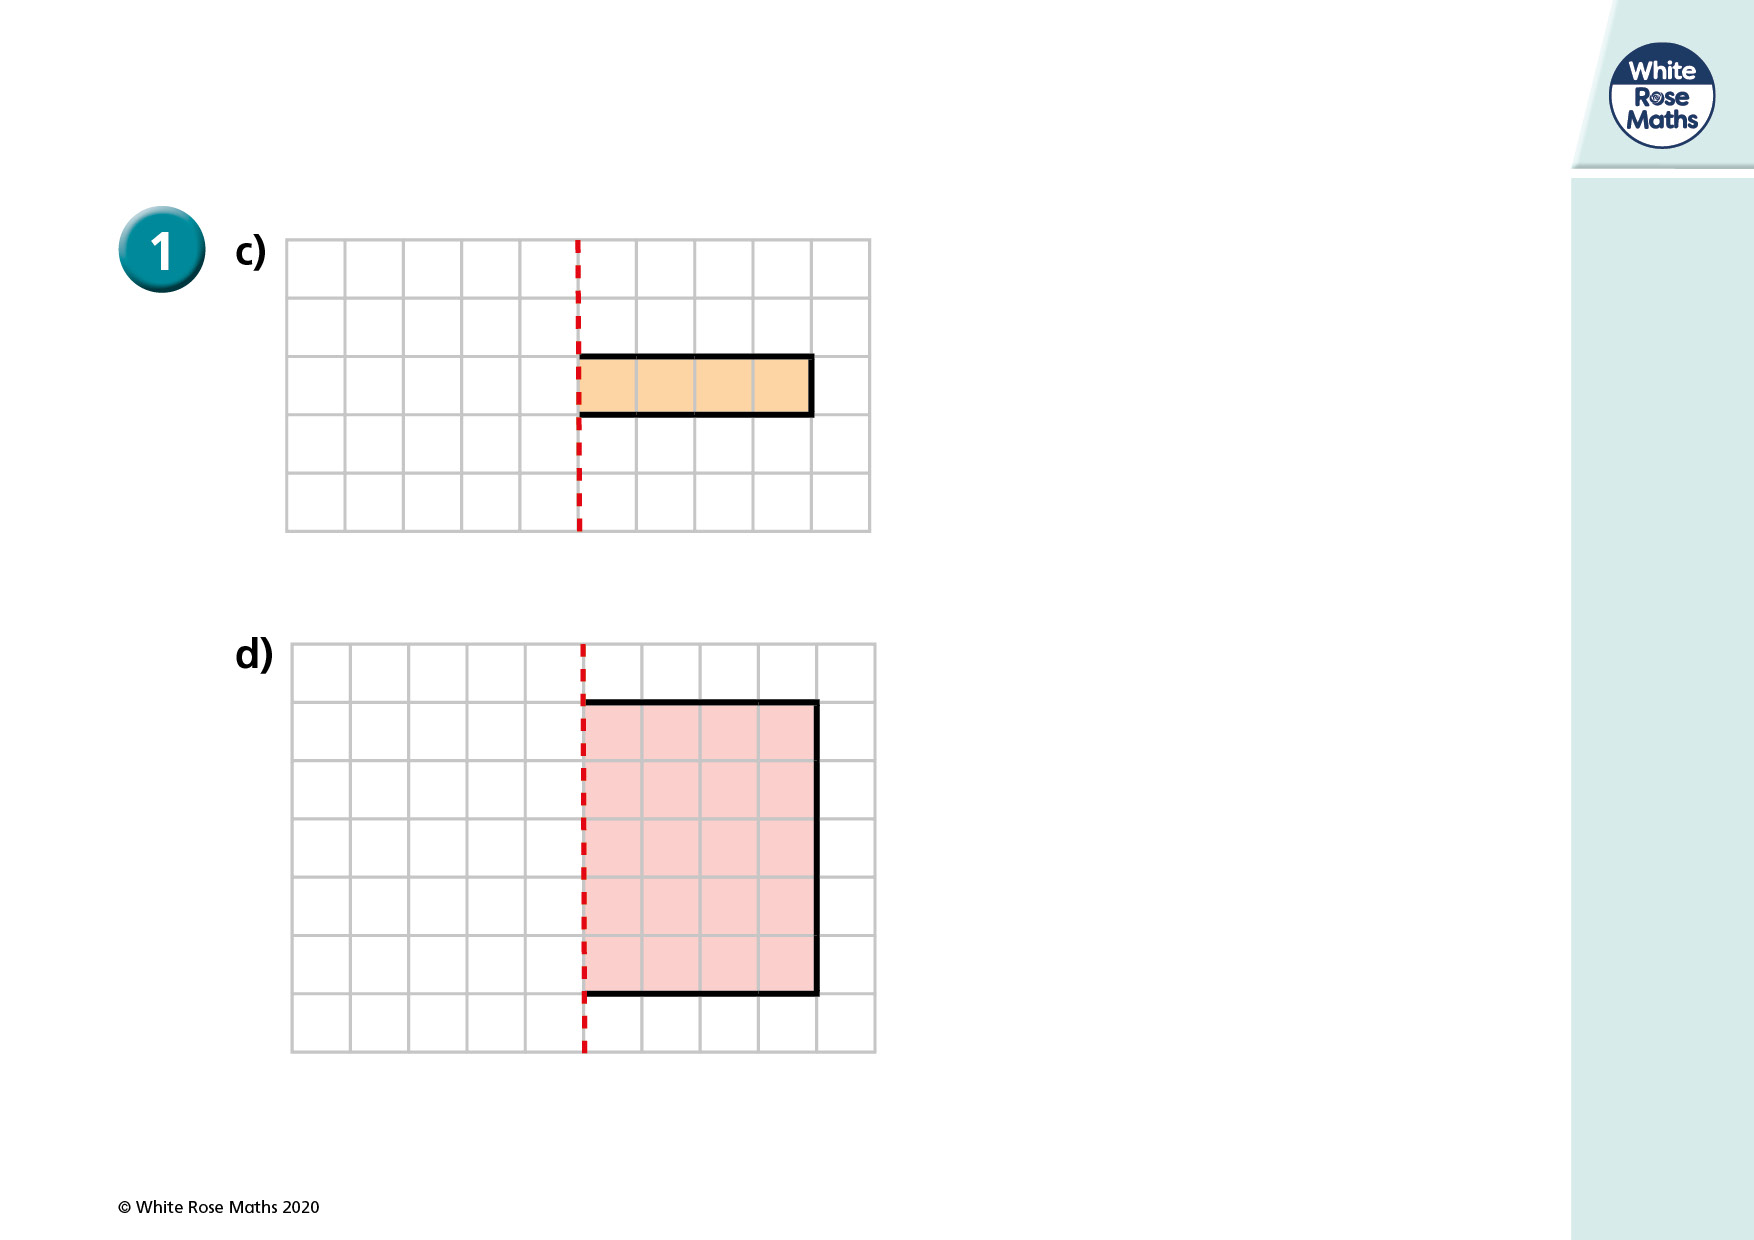 White
Rose
Maths
1
c)
d)
© White Rose Maths 2020